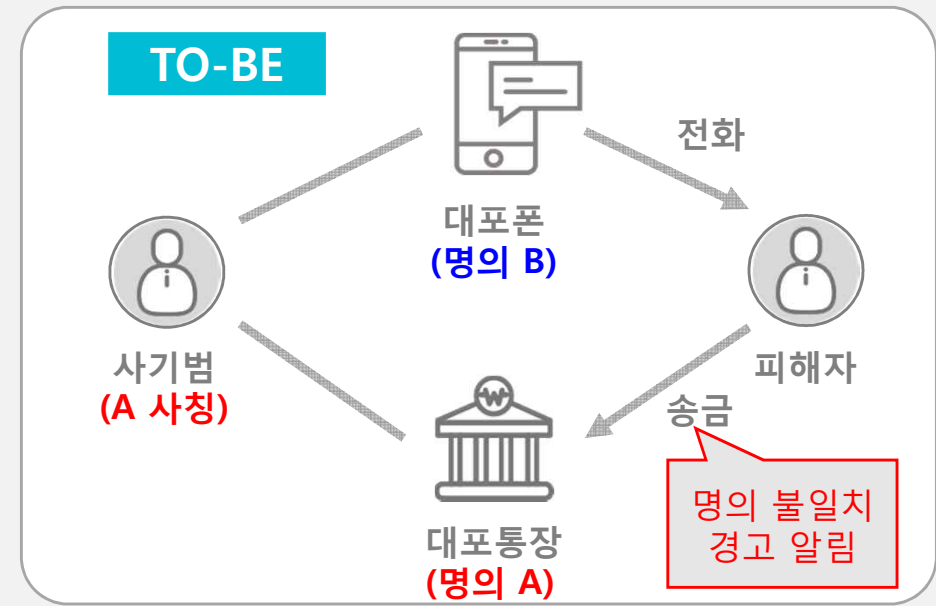 TO-BE
전화
대포폰
(명의 B)
사기범
(A 사칭)
피해자
송금
대포통장
(명의 A)
명의 불일치
경고 알림